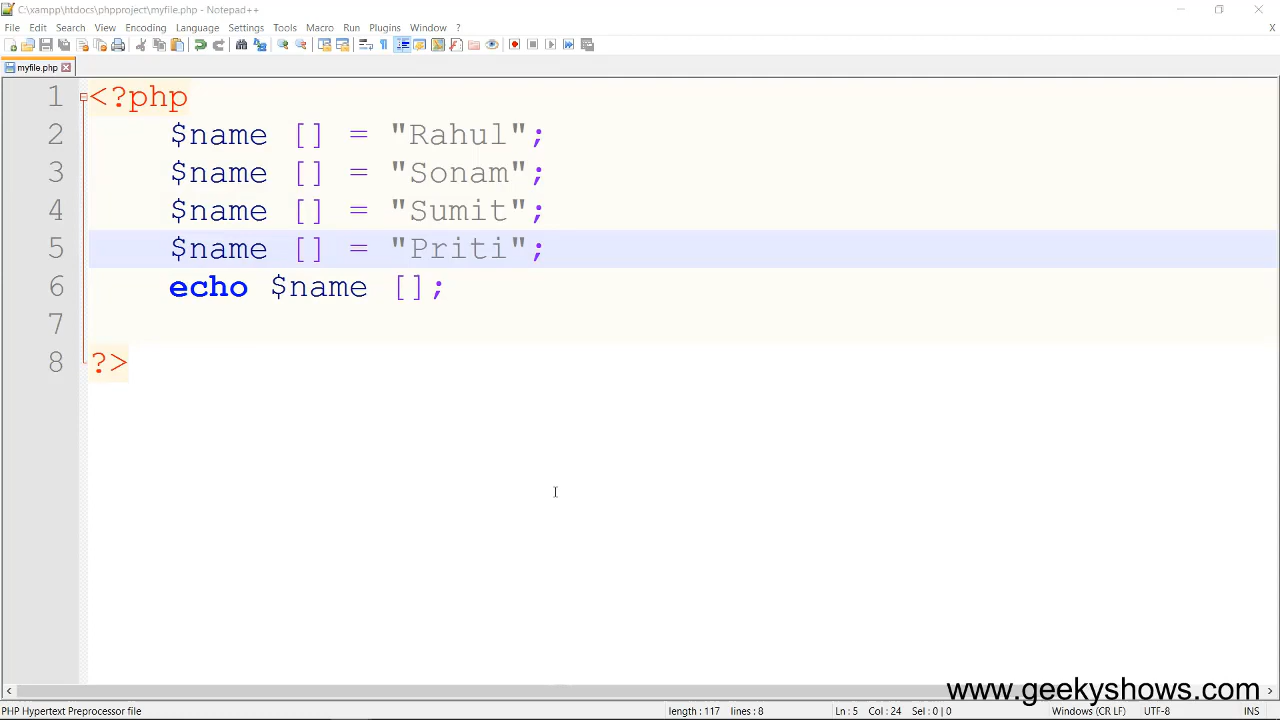 C:\xampp\htdocs\phpproject\myfile.php - Notepad++
File Edit Search View Encoding Language Settings Tools Macro Run Plugins Window ? X
myfile.php
1 <?php
2 $name [] = "Rahul";
3 $name [] = "Sonam";
4 $name [] = "Sumit";
5 $name [] = "Priti";
6 echo $name [];
7
8 ?>
www.geekyshows.com
PHP Hypertext Preprocessor file length : 117 lines : 8 Ln : 5 Col : 24 Sel : 0 | 0 Windows (CR LF) UTF-8 INS